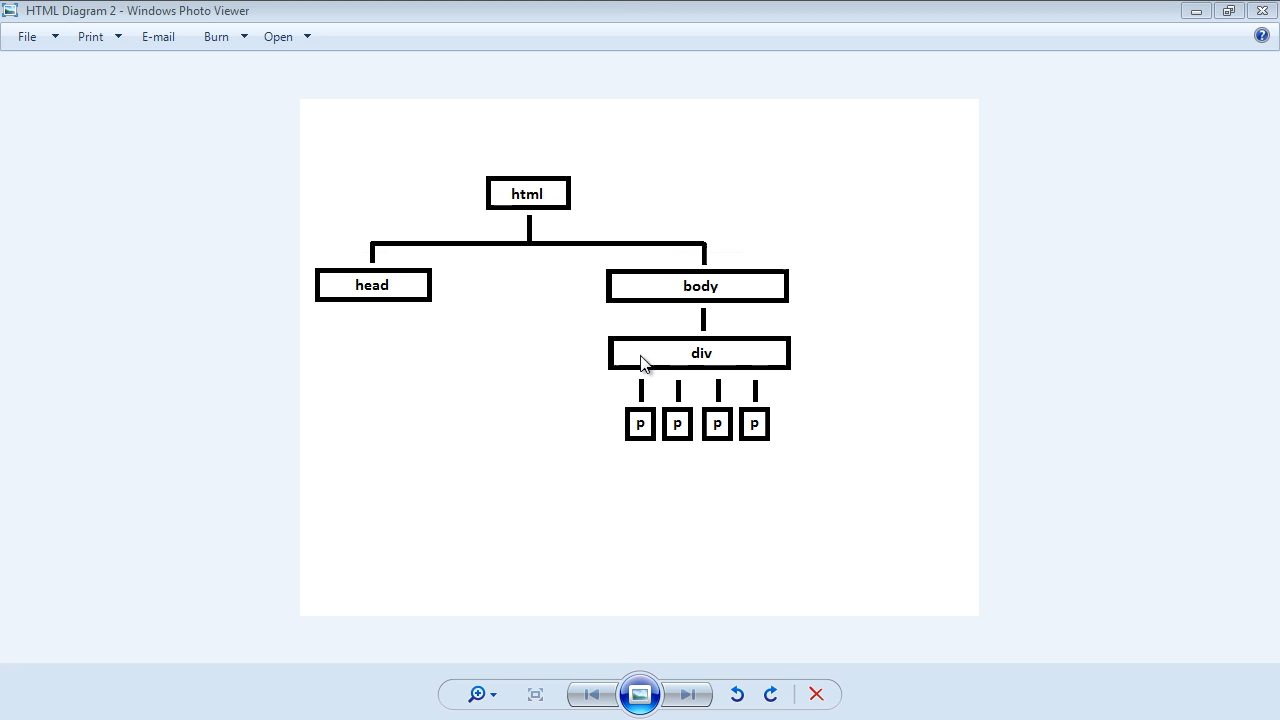 HTML Diagram 2 - Windows Photo Viewer
File Print E-mail Burn Open
html
head body
div
p p p p